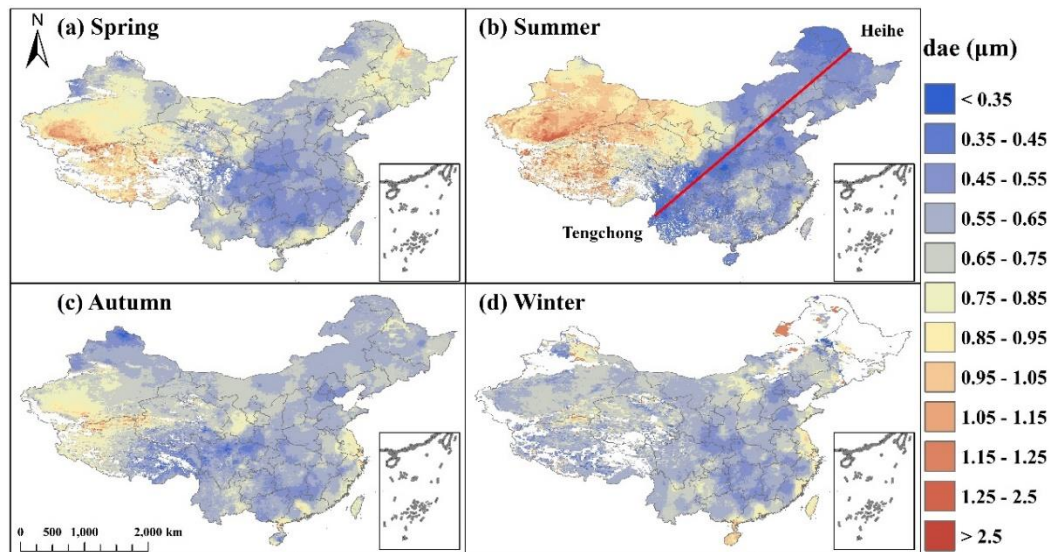 N
(a) Spring
(b) Summer
Heihe
Tengchong
(c) Autumn
(d) Winter
0 500 1,000 2,000 km
dae (μm)
< 0.35
0.35 - 0.45
0.45 - 0.55
0.55 - 0.65
0.65 - 0.75
0.75 - 0.85
0.85 - 0.95
0.95 - 1.05
1.05 - 1.15
1.15 - 1.25
1.25 - 2.5
> 2.5